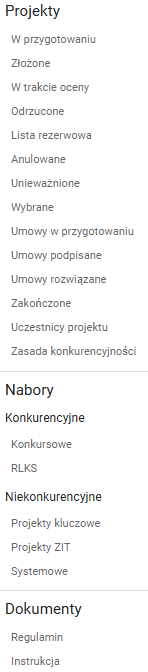 Projekty
W przygotowaniu
Złożone
W trakcie oceny
Odrzucone
Lista rezerwowa
Anulowane
Unieważnione
Wybrane
Umowy w przygotowaniu
Umowy podpisane
Umowy rozwiązane
Zakończone
Uczestnicy projektu
Zasada konkurencyjności
Nabory
Konkurencyjne
Konkursowe
RLKS
Niekonkurencyjne
Projekty kluczowe
Projekty ZIT
Systemowe
Dokumenty
Regulamin
Instrukcja